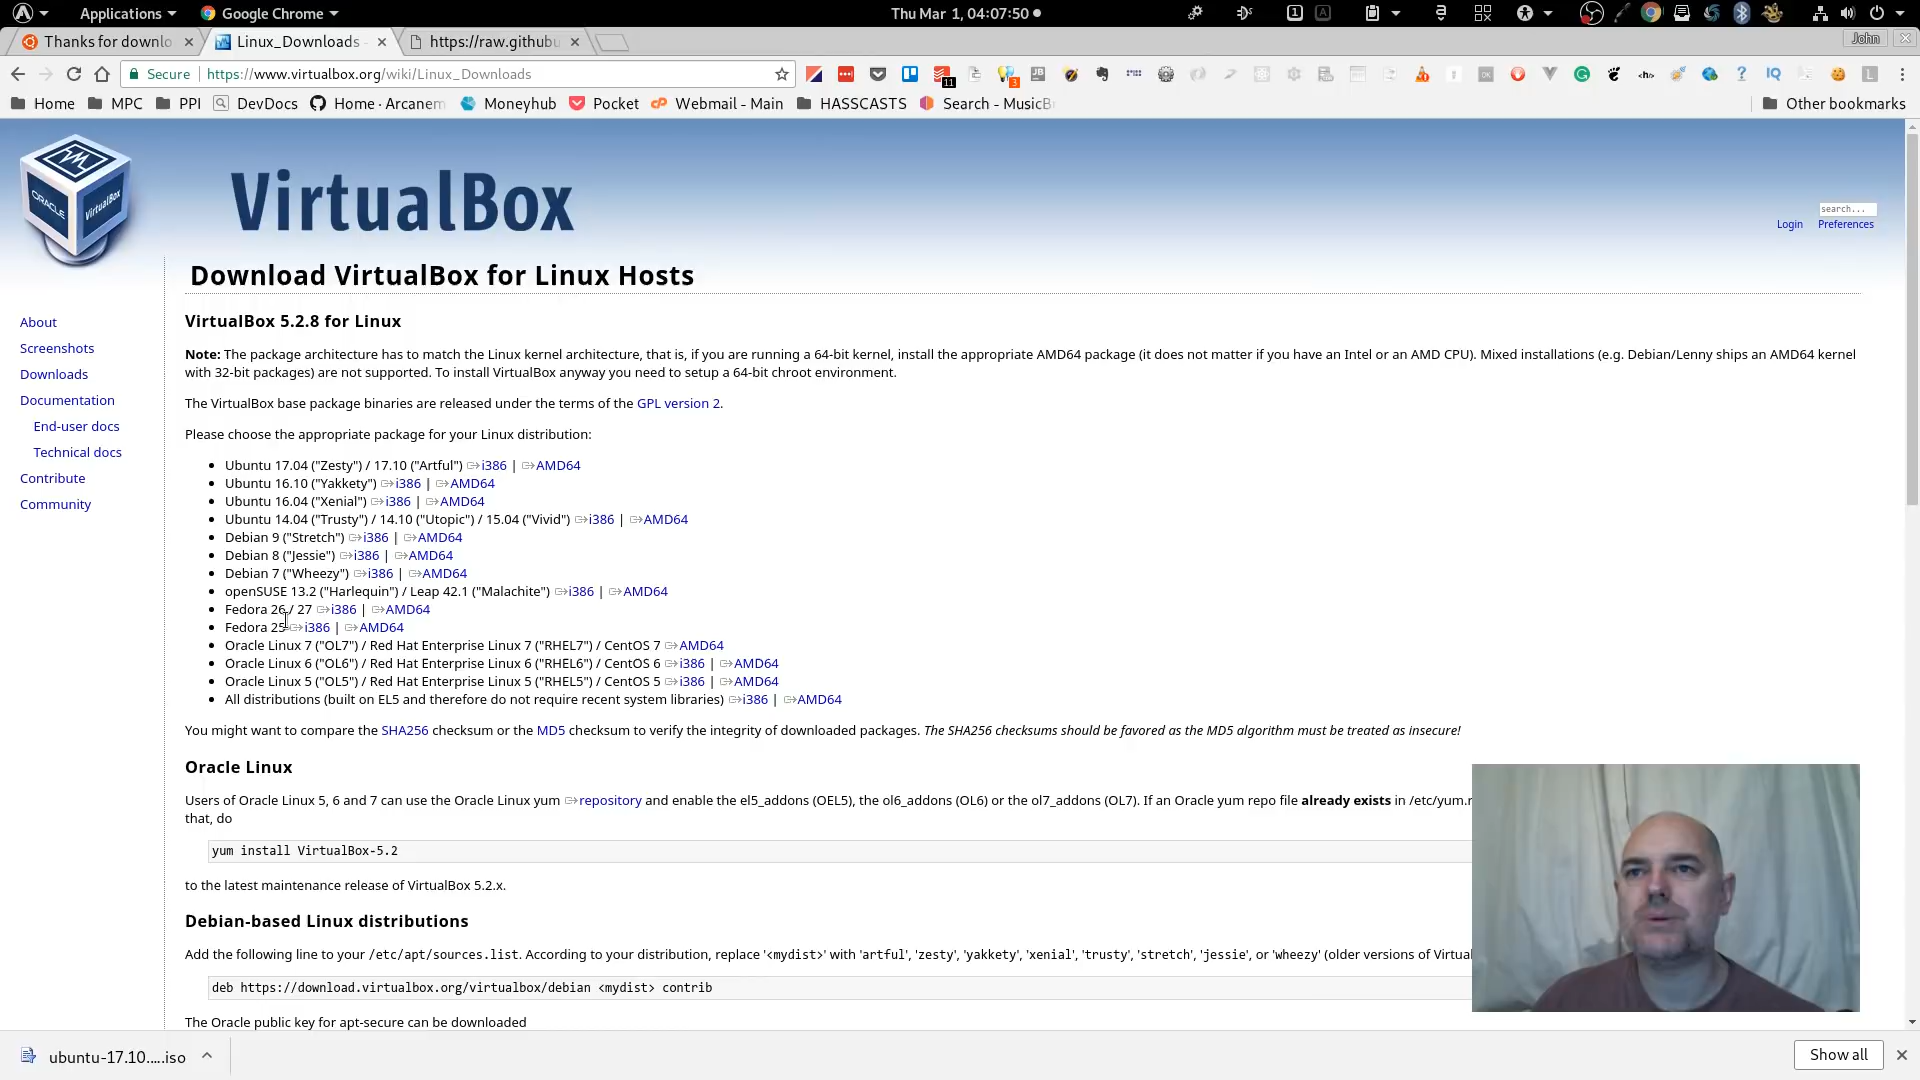 Applications
Google Chrome
Thu Mar 1, 04:07:50
1
A
Thanks for downlo
Linux_Downloads
https://raw.githubu
John
Secure
https://www.virtualbox.org/wiki/Linux_Downloads
11
JB
3
</h>
IQ
L
Home
MPC
PPI
DevDocs
Home · Arcanem
Moneyhub
Pocket
Webmail - Main
HASSCASTS
Search - MusicBr
Other bookmarks
ORACLE
VirtualBox
VirtualBox
search...
Login
Preferences
Download VirtualBox for Linux Hosts
About
Screenshots
Downloads
Documentation
End-user docs
Technical docs
Contribute
Community
VirtualBox 5.2.8 for Linux
Note: The package architecture has to match the Linux kernel architecture, that is, if you are running a 64-bit kernel, install the appropriate AMD64 package (it does not matter if you have an Intel or an AMD CPU). Mixed installations (e.g. Debian/Lenny ships an AMD64 kernel
with 32-bit packages) are not supported. To install VirtualBox anyway you need to setup a 64-bit chroot environment.
The VirtualBox base package binaries are released under the terms of the GPL version 2.
Please choose the appropriate package for your Linux distribution:
• Ubuntu 17.04 ("Zesty") / 17.10 ("Artful") i386 | AMD64
• Ubuntu 16.10 ("Yakkety") i386 | AMD64
• Ubuntu 16.04 ("Xenial") i386 | AMD64
• Ubuntu 14.04 ("Trusty") / 14.10 ("Utopic") / 15.04 ("Vivid") i386 | AMD64
• Debian 9 ("Stretch") i386 | AMD64
• Debian 8 ("Jessie") i386 | AMD64
• Debian 7 ("Wheezy") i386 | AMD64
• openSUSE 13.2 ("Harlequin") / Leap 42.1 ("Malachite") i386 | AMD64
• Fedora 26 / 27 i386 | AMD64
• Fedora 25 i386 | AMD64
• Oracle Linux 7 ("OL7") / Red Hat Enterprise Linux 7 ("RHEL7") / CentOS 7 AMD64
• Oracle Linux 6 ("OL6") / Red Hat Enterprise Linux 6 ("RHEL6") / CentOS 6 i386 | AMD64
• Oracle Linux 5 ("OL5") / Red Hat Enterprise Linux 5 ("RHEL5") / CentOS 5 i386 | AMD64
• All distributions (built on EL5 and therefore do not require recent system libraries) i386 | AMD64
You might want to compare the SHA256 checksum or the MD5 checksum to verify the integrity of downloaded packages. The SHA256 checksums should be favored as the MD5 algorithm must be treated as insecure!
Oracle Linux
Users of Oracle Linux 5, 6 and 7 can use the Oracle Linux yum repository and enable the el5_addons (OEL5), the ol6_addons (OL6) or the ol7_addons (OL7). If an Oracle yum repo file already exists in /etc/yum.r
that, do
yum install VirtualBox-5.2
to the latest maintenance release of VirtualBox 5.2.x.
Debian-based Linux distributions
Add the following line to your /etc/apt/sources.list. According to your distribution, replace '<mydist>' with 'artful', 'zesty', 'yakkety', 'xenial', 'trusty', 'stretch', 'jessie', or 'wheezy' (older versions of Virtual
deb https://download.virtualbox.org/virtualbox/debian <mydist> contrib
The Oracle public key for apt-secure can be downloaded
ubuntu-17.10.....iso
Show all